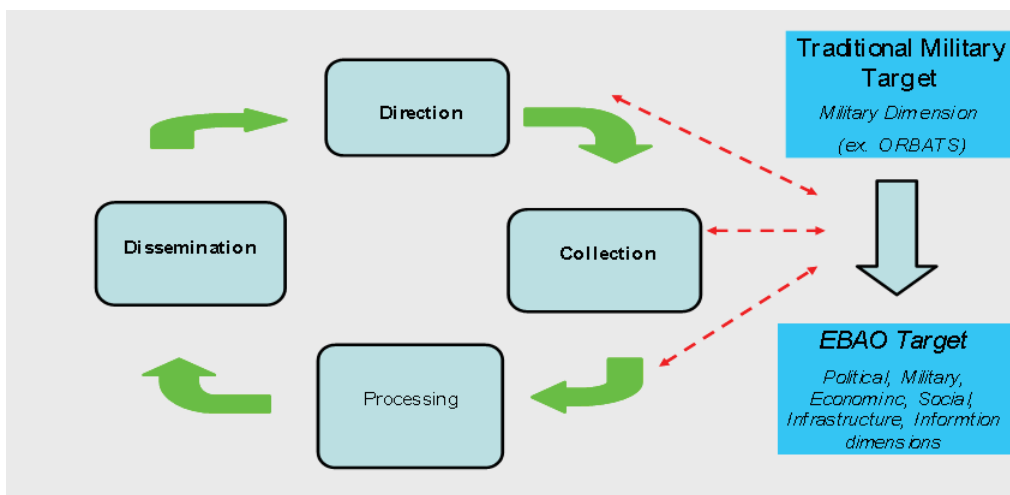 Direction
Dissemination
Collection
Processing
Traditional Military
Target
Military Dimension
(ex. ORBATS)
EBAO Target
Political, Military,
Econominc, Social,
Infrastructure, Informtion
dimensions